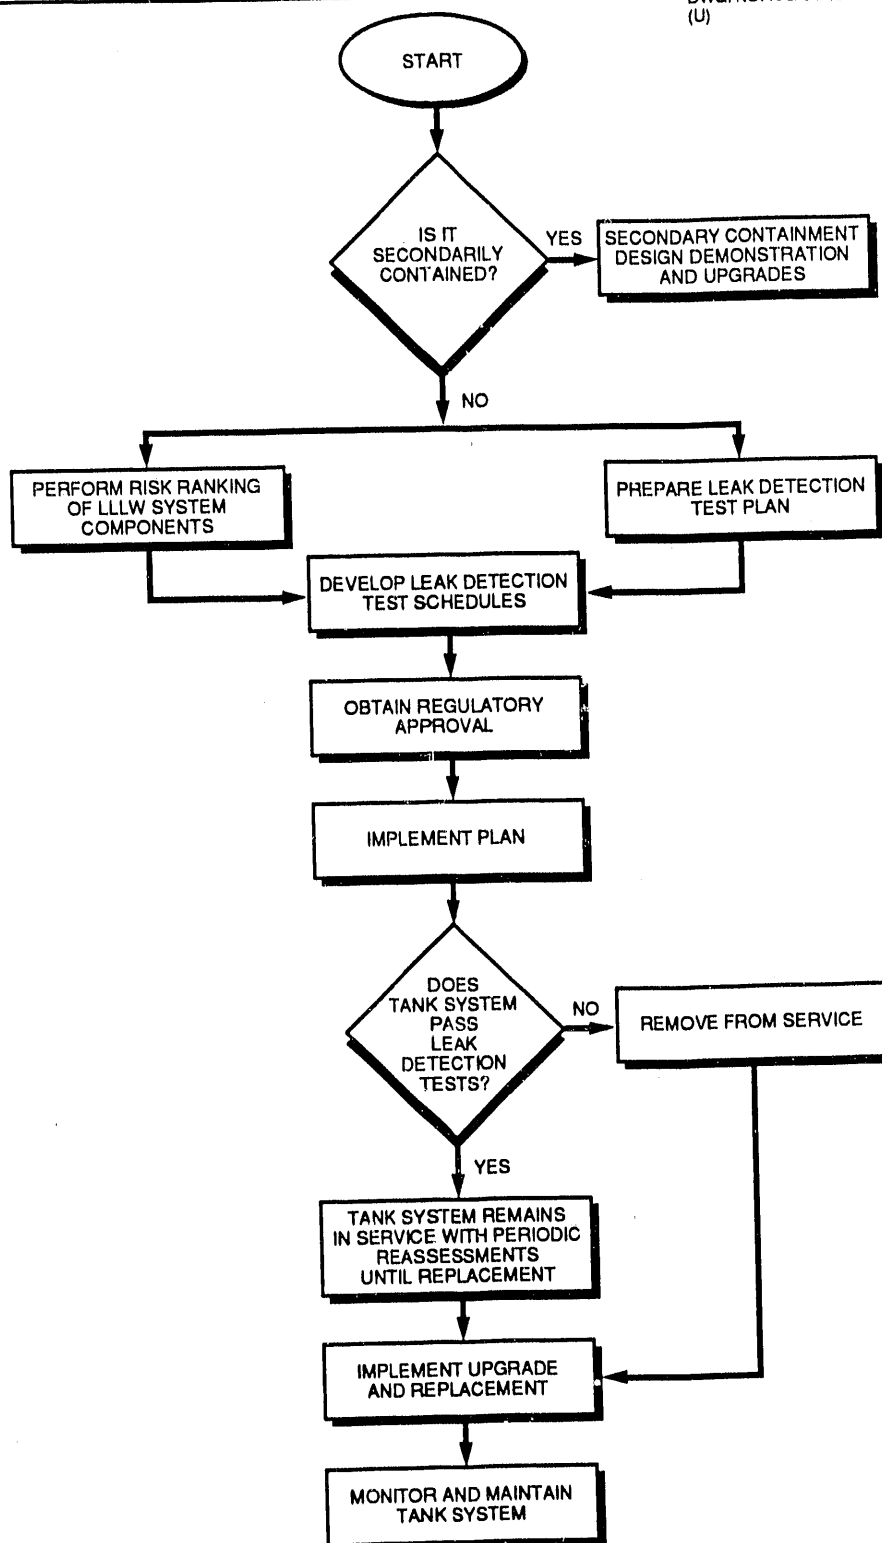 (U)
START
IS IT
SECONDARILY
CONTAINED?
YES
SECONDARY CONTAINMENT
DESIGN DEMONSTRATION
AND UPGRADES
NO
PERFORM RISK RANKING
OF LLLW SYSTEM
COMPONENTS
PREPARE LEAK DETECTION
TEST PLAN
DEVELOP LEAK DETECTION
TEST SCHEDULES
OBTAIN REGULATORY
APPROVAL
IMPLEMENT PLAN
DOES
TANK SYSTEM
PASS
LEAK
DETECTION
TESTS?
NO
REMOVE FROM SERVICE
YES
TANK SYSTEM REMAINS
IN SERVICE WITH PERIODIC
REASSESSMENTS
UNTIL REPLACEMENT
IMPLEMENT UPGRADE
AND REPLACEMENT
MONITOR AND MAINTAIN
TANK SYSTEM